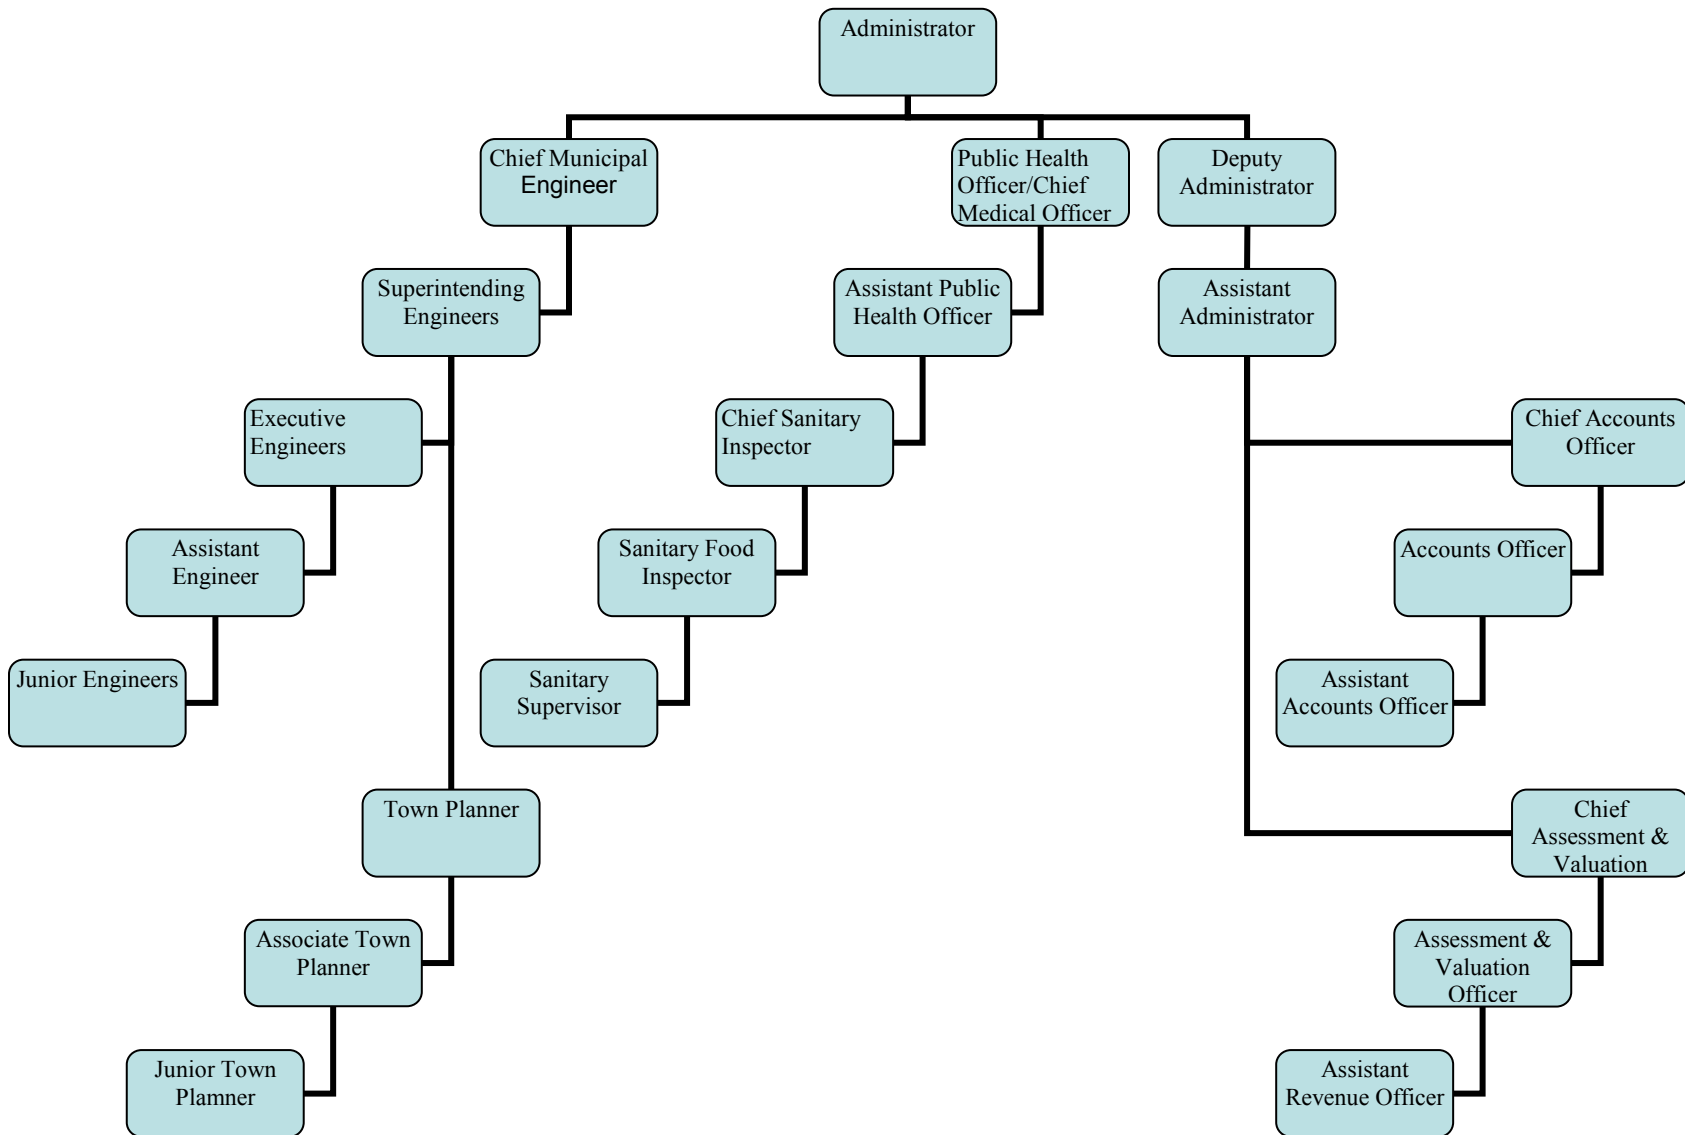 Administrator
Chief Municipal
Engineer
Public Health
Officer/Chief
Medical Officer
Deputy
Administrator
Superintending
Engineers
Assistant Public
Health Officer
Assistant
Administrator
Executive
Engineers
Chief Sanitary
Inspector
Chief Accounts
Officer
Assistant
Engineer
Sanitary Food
Inspector
Accounts Officer
Junior Engineers
Sanitary
Supervisor
Assistant
Accounts Officer
Town Planner
Chief
Assessment &
Valuation
Associate Town
Planner
Assessment &
Valuation
Officer
Junior Town
Plamner
Assistant
Revenue Officer